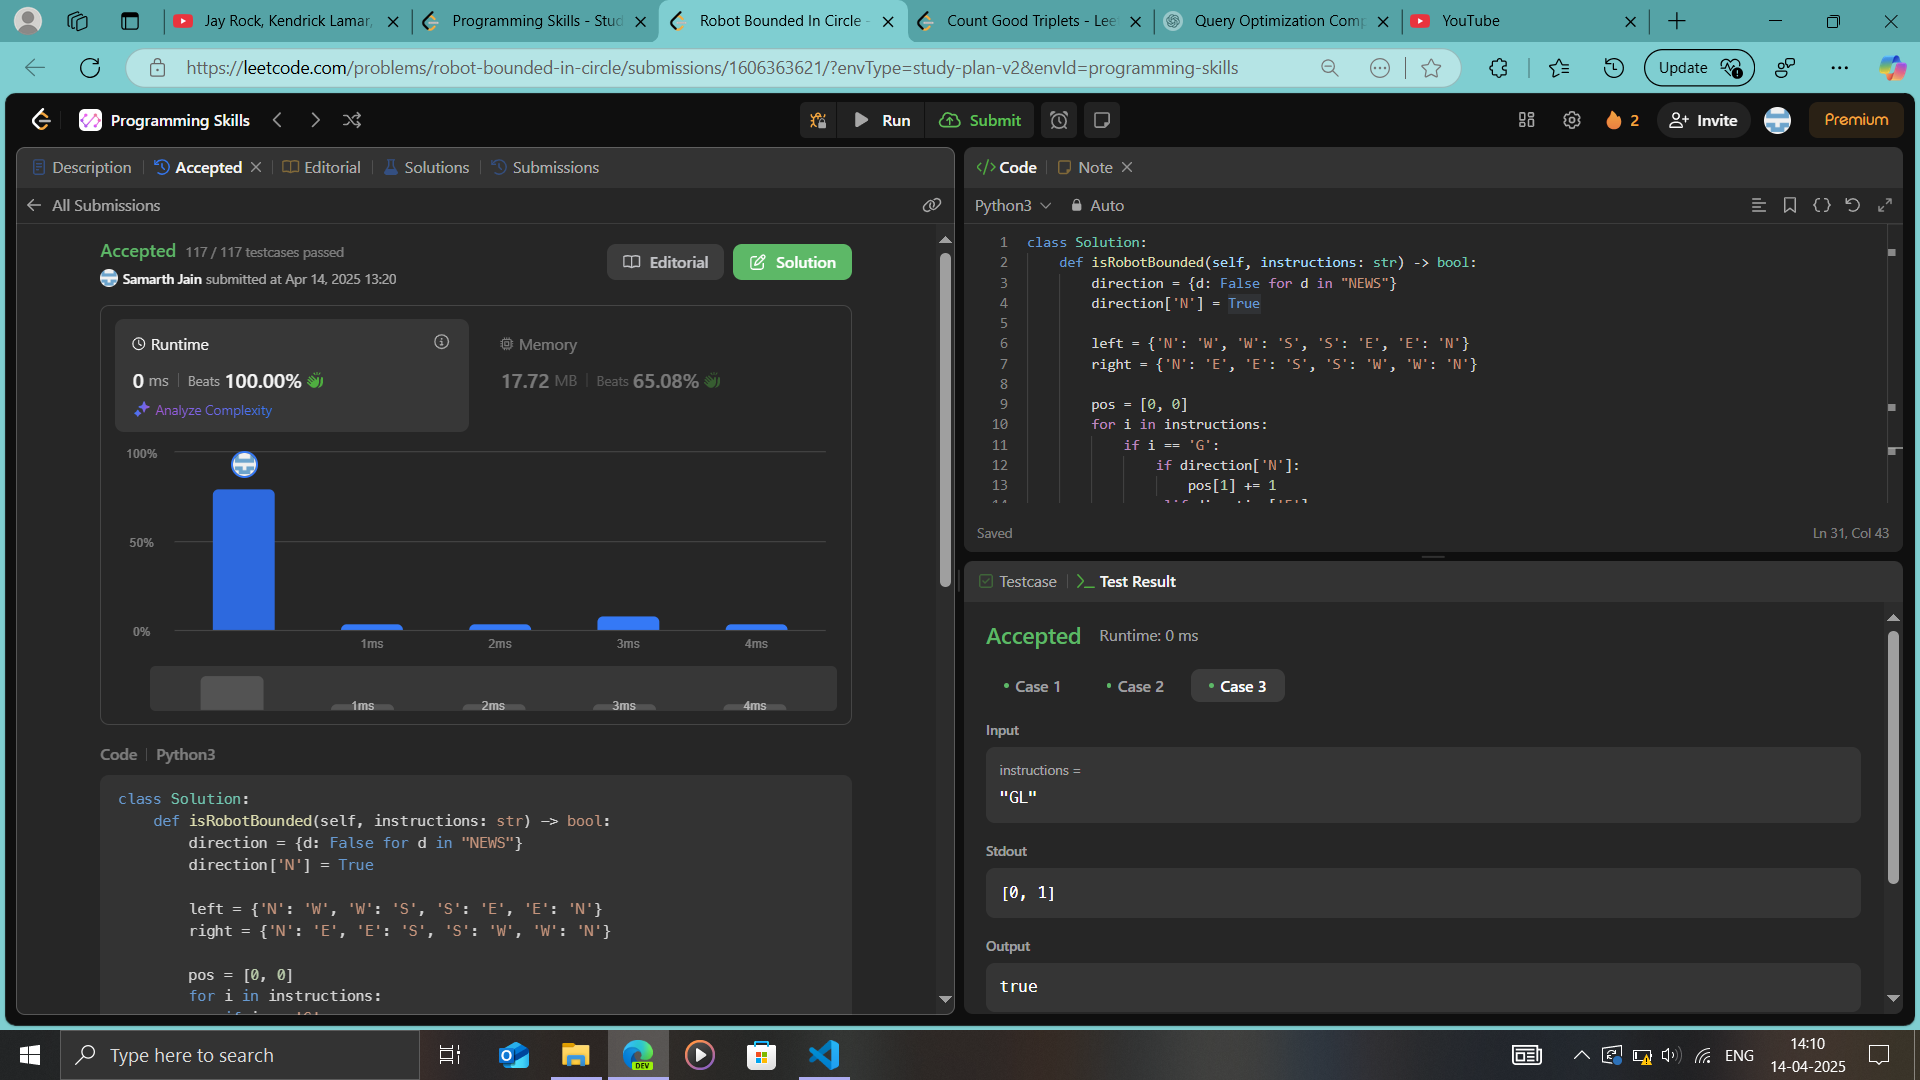 Jay Rock, Kendrick Lamar,
Programming Skills - Stud
Robot Bounded In Circle -
Count Good Triplets - Lee
Query Optimization Comp
YouTube
https://leetcode.com/problems/robot-bounded-in-circle/submissions/1606363621/?envType=study-plan-v2&envId=programming-skills
Update
Programming Skills
Run
Submit
2
Invite
Premium
Description
Accepted
Editorial
Solutions
Submissions
All Submissions
Accepted 117 / 117 testcases passed
Samarth Jain submitted at Apr 14, 2025 13:20
Editorial
Solution
Runtime
0 ms Beats 100.00%
Analyze Complexity
Memory
17.72 MB Beats 65.08%
100%
50%
0%
1ms 2ms 3ms 4ms
1ms 2ms 3ms 4ms
Code Python3
class Solution:
    def isRobotBounded(self, instructions: str) -> bool:
        direction = {d: False for d in "NEWS"}
        direction['N'] = True
        left = {'N': 'W', 'W': 'S', 'S': 'E', 'E': 'N'}
        right = {'N': 'E', 'E': 'S', 'S': 'W', 'W': 'N'}
        pos = [0, 0]
        for i in instructions:
Code
Note
Python3
Auto
1 class Solution:
2     def isRobotBounded(self, instructions: str) -> bool:
3         direction = {d: False for d in "NEWS"}
4         direction['N'] = True
5
6         left = {'N': 'W', 'W': 'S', 'S': 'E', 'E': 'N'}
7         right = {'N': 'E', 'E': 'S', 'S': 'W', 'W': 'N'}
8
9         pos = [0, 0]
10         for i in instructions:
11             if i == 'G':
12                 if direction['N']:
13                     pos[1] += 1
Saved
Ln 31, Col 43
Testcase
Test Result
Accepted Runtime: 0 ms
Case 1
Case 2
Case 3
Input
instructions =
"GL"
Stdout
[0, 1]
Output
true
Type here to search
DEV
ENG
14:10
14-04-2025